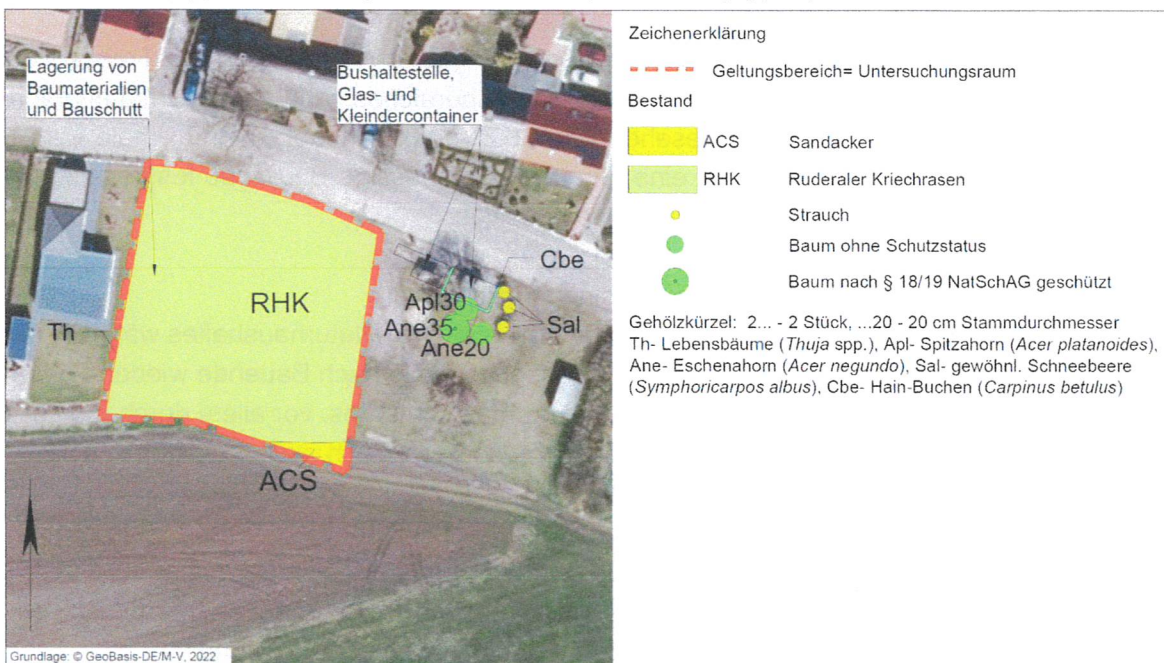 Lagerung von
Baumaterialien
und Bauschutt
Bushaltestelle,
Glas- und
Kleindercontainer
Cbe
RHK
Apl30
Sal
Ane35
Th
Ane20
ACS
Grundlage: © GeoBasis-DE/M-V, 2022
Zeichenerklärung
Geltungsbereich= Untersuchungsraum
Bestand
ACS Sandacker
RHK Ruderaler Kriechrasen
Strauch
Baum ohne Schutzstatus
Baum nach § 18/19 NatSchAG geschützt
Gehölzkürzel: 2... - 2 Stück, ...20 - 20 cm Stammdurchmesser
Th- Lebensbäume (Thuja spp.), Apl- Spitzahorn (Acer platanoides),
Ane- Eschenahorn (Acer negundo), Sal- gewöhnl. Schneebeere
(Symphoricarpos albus), Cbe- Hain-Buchen (Carpinus betulus)